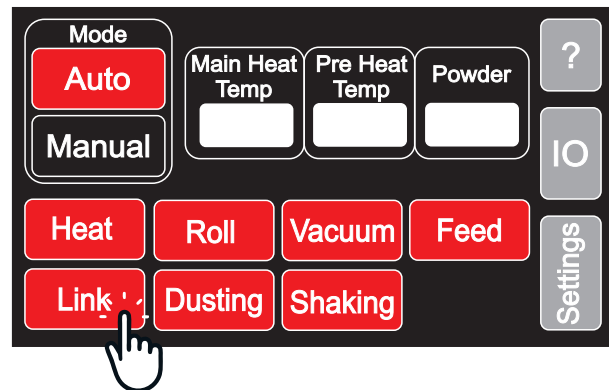 Mode
Auto
Manual
Main Heat
Temp
Pre Heat
Temp
Powder
?
IO
Settings
Heat
Roll
Vacuum
Feed
Link
Dusting
Shaking